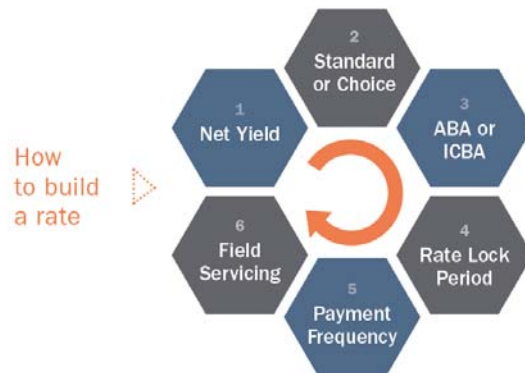 How
to build
a rate
1
Net Yield
2
Standard
or Choice
3
ABA or
ICBA
4
Rate Lock
Period
5
Payment
Frequency
6
Field
Servicing